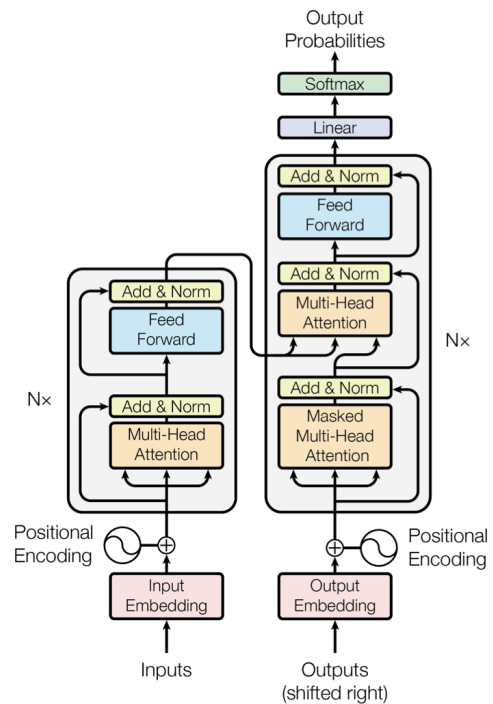 Output
Probabilities
Softmax
Linear
Add & Norm
Feed
Forward
Add & Norm
Multi-Head
Attention
Add & Norm
Masked
Multi-Head
Attention
Nx
Add & Norm
Feed
Forward
Add & Norm
Multi-Head
Attention
N×
Positional
Encoding
Positional
Encoding
Input
Embedding
Output
Embedding
Inputs
Outputs
(shifted right)